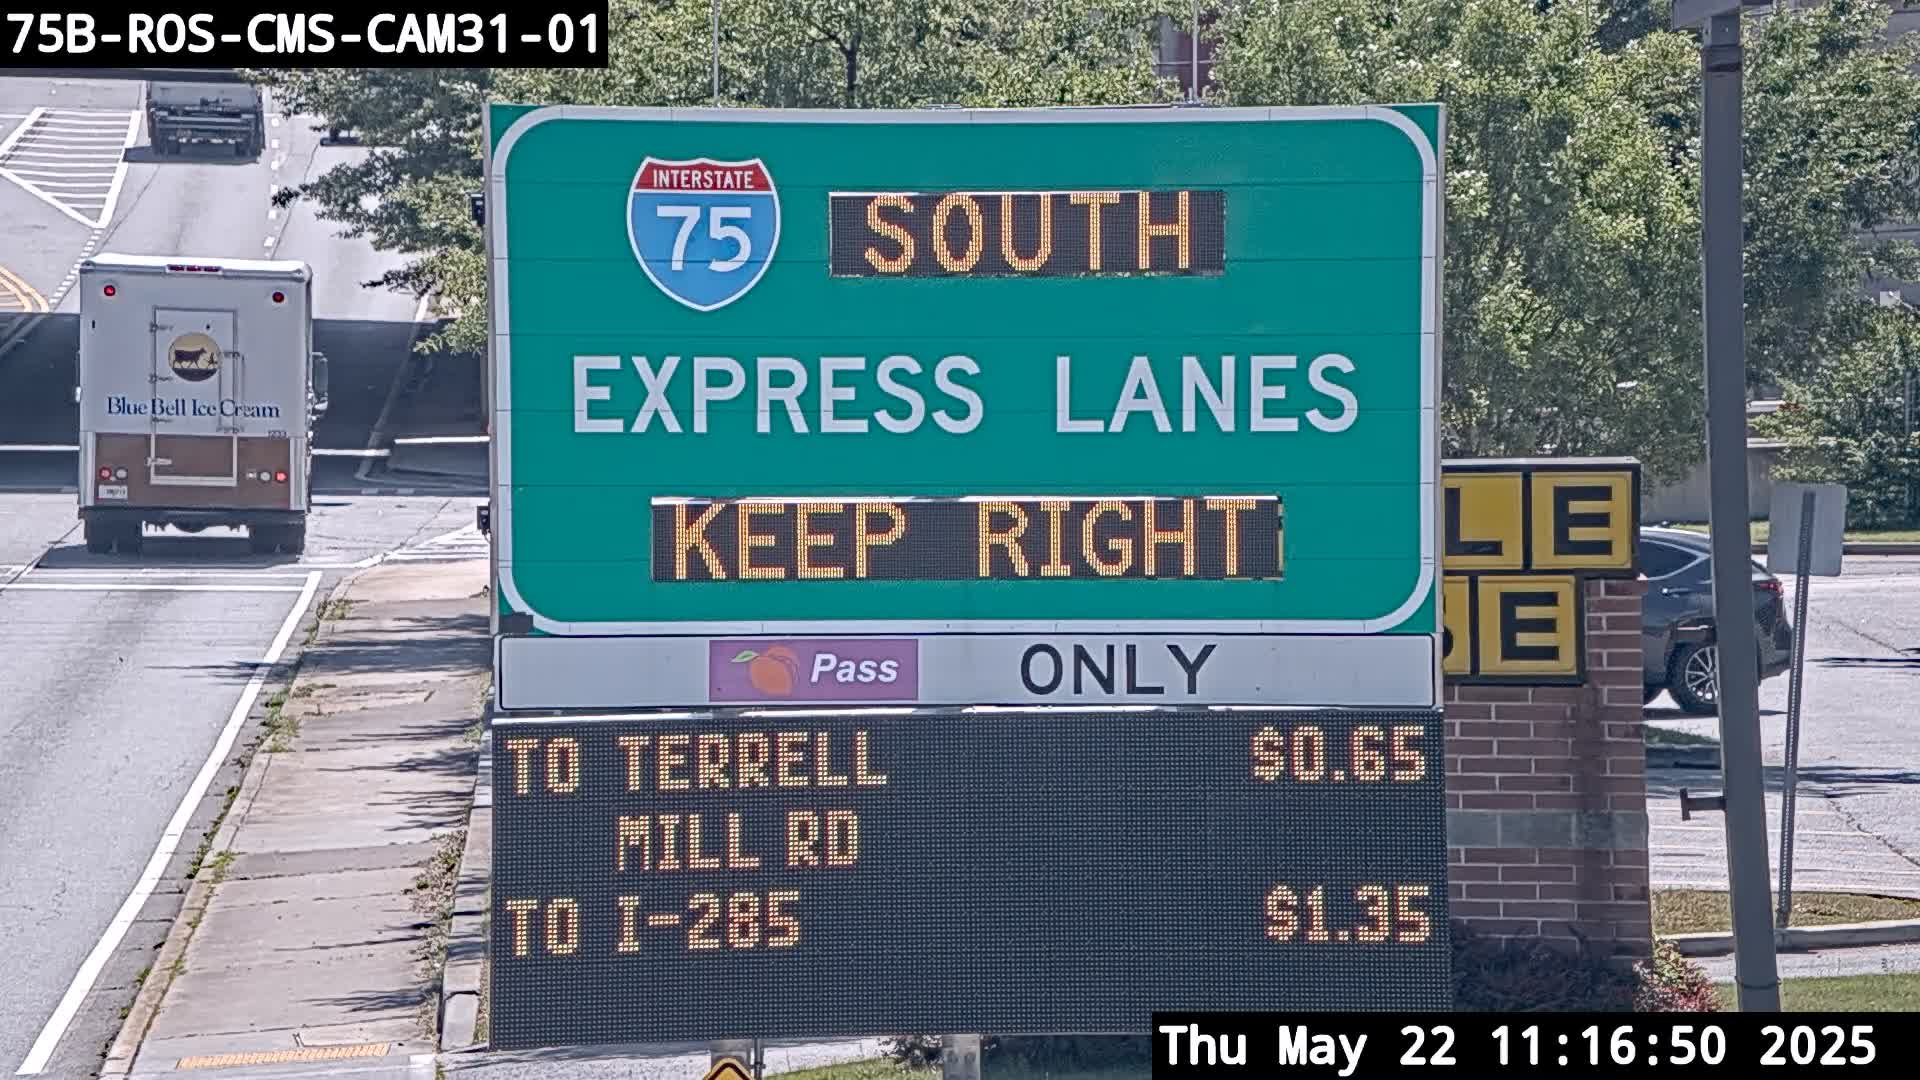 75B-ROS-CMS-CAM31-01
INTERSTATE
75
SOUTH
EXPRESS LANES
KEEP RIGHT
Pass ONLY
TO TERRELL $0.65
MILL RD
TO I-285 $1.35
Blue Bell Ice Cream
LE
E
Thu May 22 11:16:50 2025